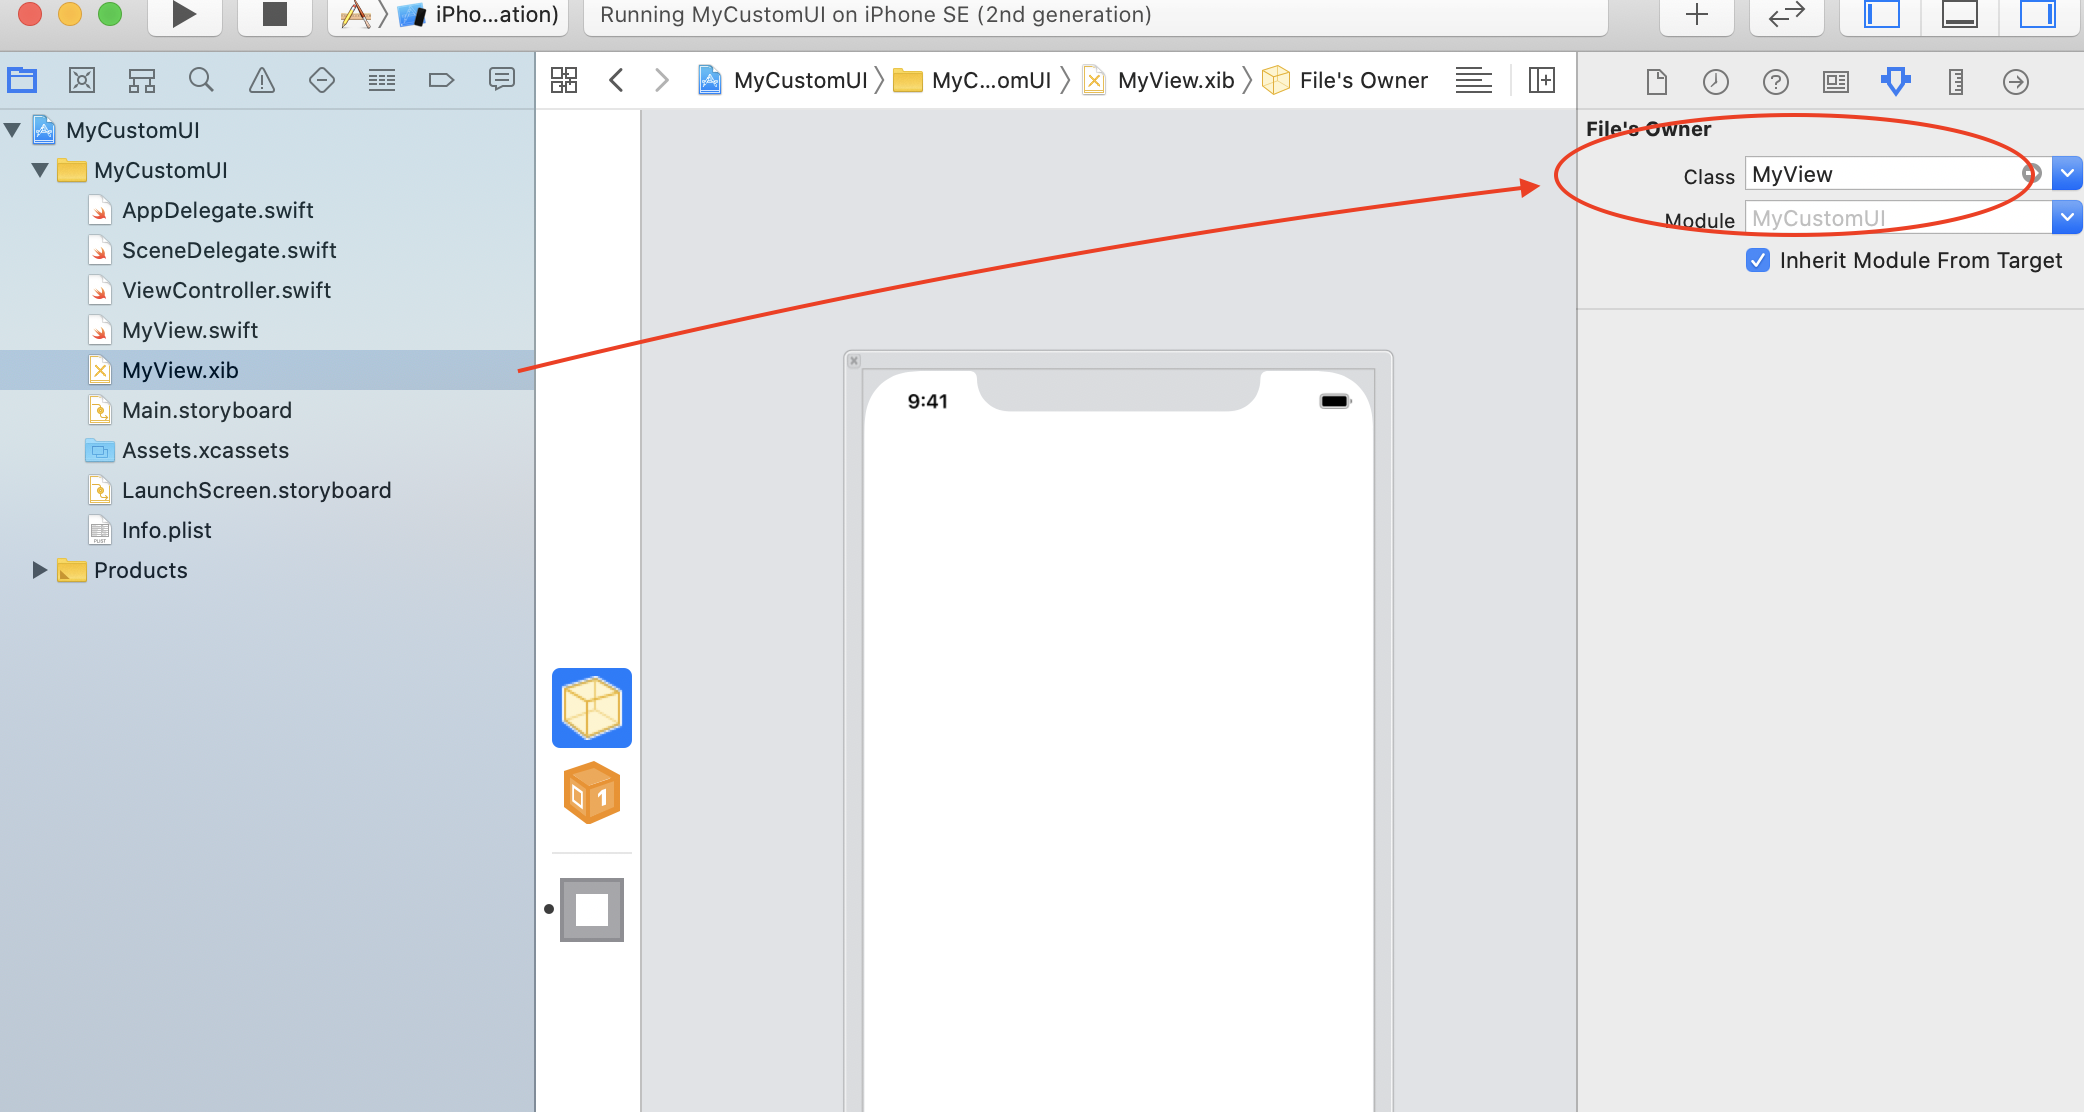 iPho...ation)
Running MyCustomUI on iPhone SE (2nd generation)
MyCustomUI
MyC...omUI
MyView.xib
File's Owner
MyCustomUI
MyCustomUI
AppDelegate.swift
SceneDelegate.swift
ViewController.swift
MyView.swift
MyView.xib
Main.storyboard
Assets.xcassets
LaunchScreen.storyboard
Info.plist
Products
9:41
1
File's Owner
Class MyView
Module MyCustomUI
Inherit Module From Target